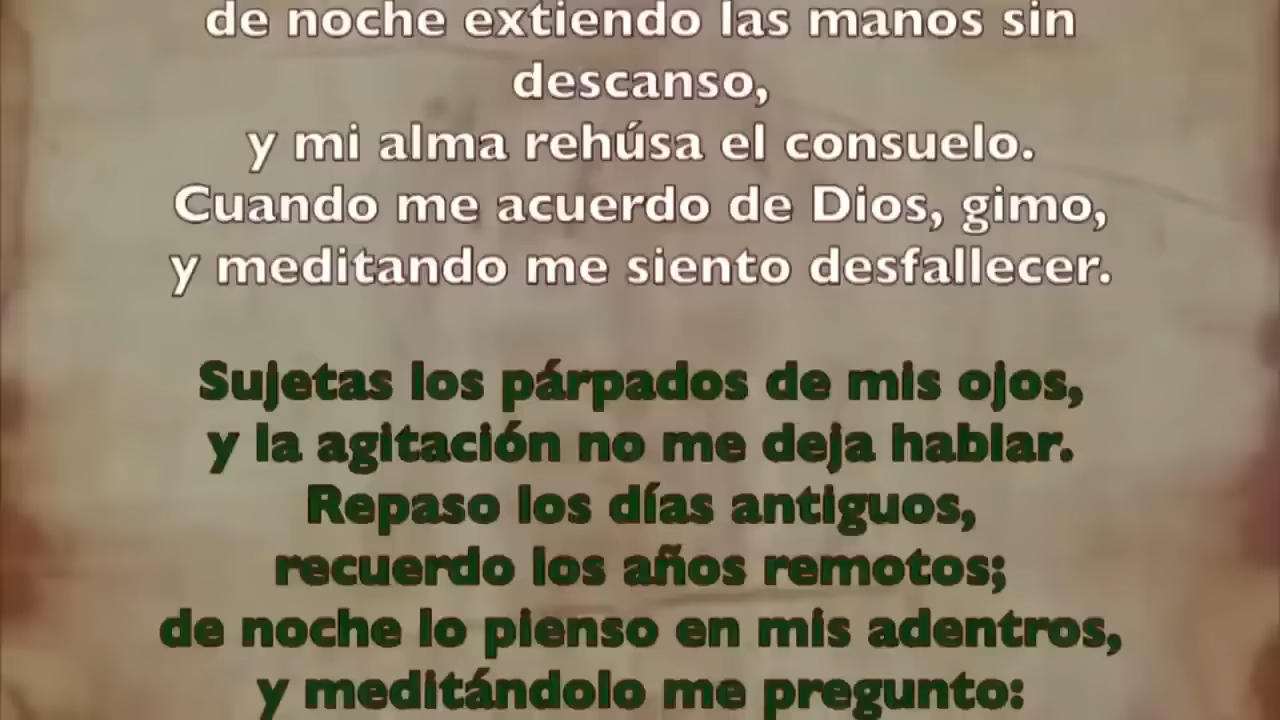 de noche extiendo las manos sin
descanso,
y mi alma rehúsa el consuelo.
Cuando me acuerdo de Dios, gimo,
y meditando me siento desfallecer.
Sujetas los párpados de mis ojos,
y la agitación no me deja hablar.
Repaso los días antiguos,
recuerdo los años remotos;
de noche lo pienso en mis adentros,
y meditándolo me pregunto: